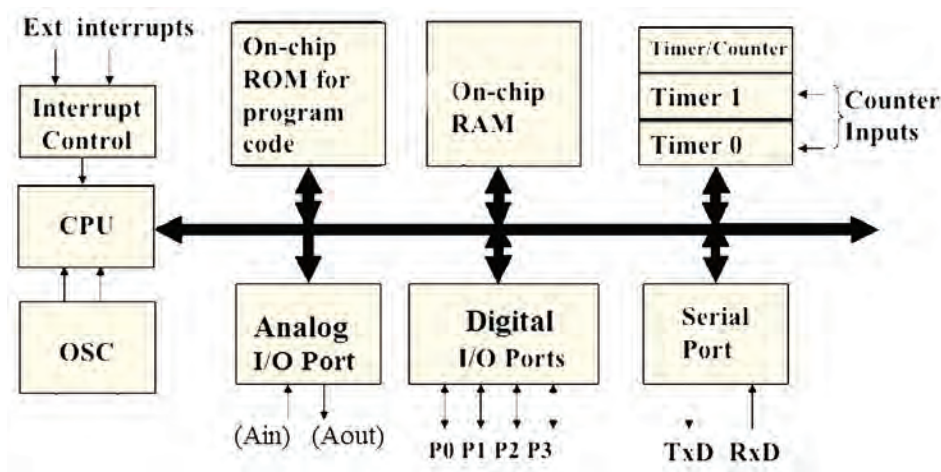 Ext interrupts
Interrupt
Control
CPU
OSC
On-chip
ROM for
program
code
On-chip
RAM
Timer/Counter
Timer 1
Timer 0
Counter
Inputs
Analog
I/O Port
(Ain) (Aout)
Digital
I/O Ports
P0 P1 P2 P3
Serial
Port
TxD RxD